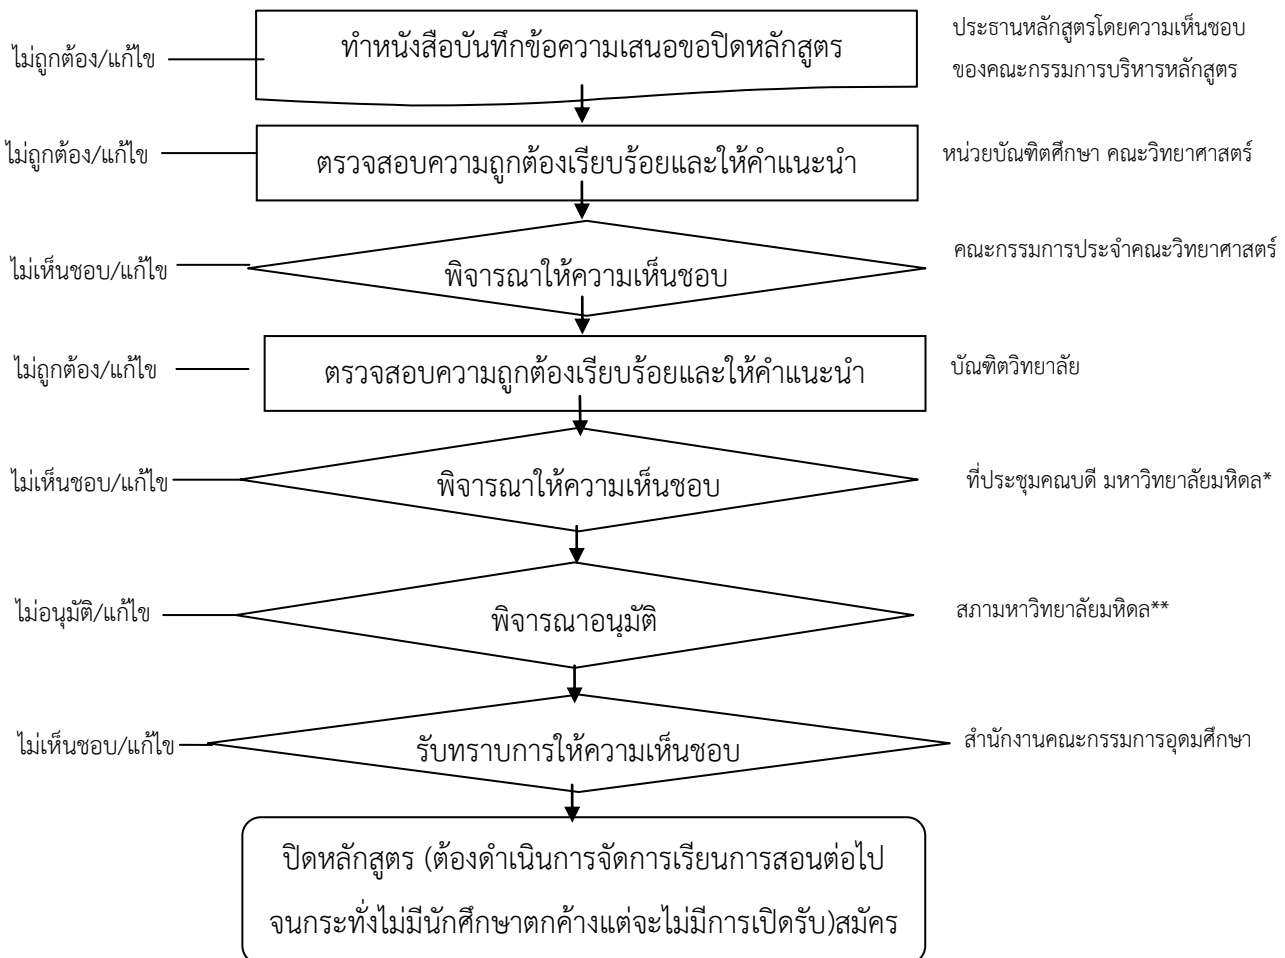 ทำหนังสือบันทึกข้อความเสนอขอปิดหลักสูตร
ไม่ถูกต้อง/แก้ไข
ประธานหลักสูตรโดยความเห็นชอบ
ของคณะกรรมการบริหารหลักสูตร
ไม่ถูกต้อง/แก้ไข
ตรวจสอบความถูกต้องเรียบร้อยและให้คำแนะนำ
หน่วยบัณฑิตศึกษา คณะวิทยาศาสตร์
ไม่เห็นชอบ/แก้ไข
พิจารณาให้ความเห็นชอบ
คณะกรรมการประจำคณะวิทยาศาสตร์
ไม่ถูกต้อง/แก้ไข
ตรวจสอบความถูกต้องเรียบร้อยและให้คำแนะนำ
บัณฑิตวิทยาลัย
ไม่เห็นชอบ/แก้ไข
พิจารณาให้ความเห็นชอบ
ที่ประชุมคณบดี มหาวิทยาลัยมหิดล*
ไม่อนุมัติ/แก้ไข
พิจารณาอนุมัติ
สภามหาวิทยาลัยมหิดล**
ไม่เห็นชอบ/แก้ไข
รับทราบการให้ความเห็นชอบ
สำนักงานคณะกรรมการอุดมศึกษา
ปิดหลักสูตร (ต้องดำเนินการจัดการเรียนการสอนต่อไป
จนกระทั่งไม่มีนักศึกษาตกค้างแต่จะไม่มีการเปิดรับ)สมัคร